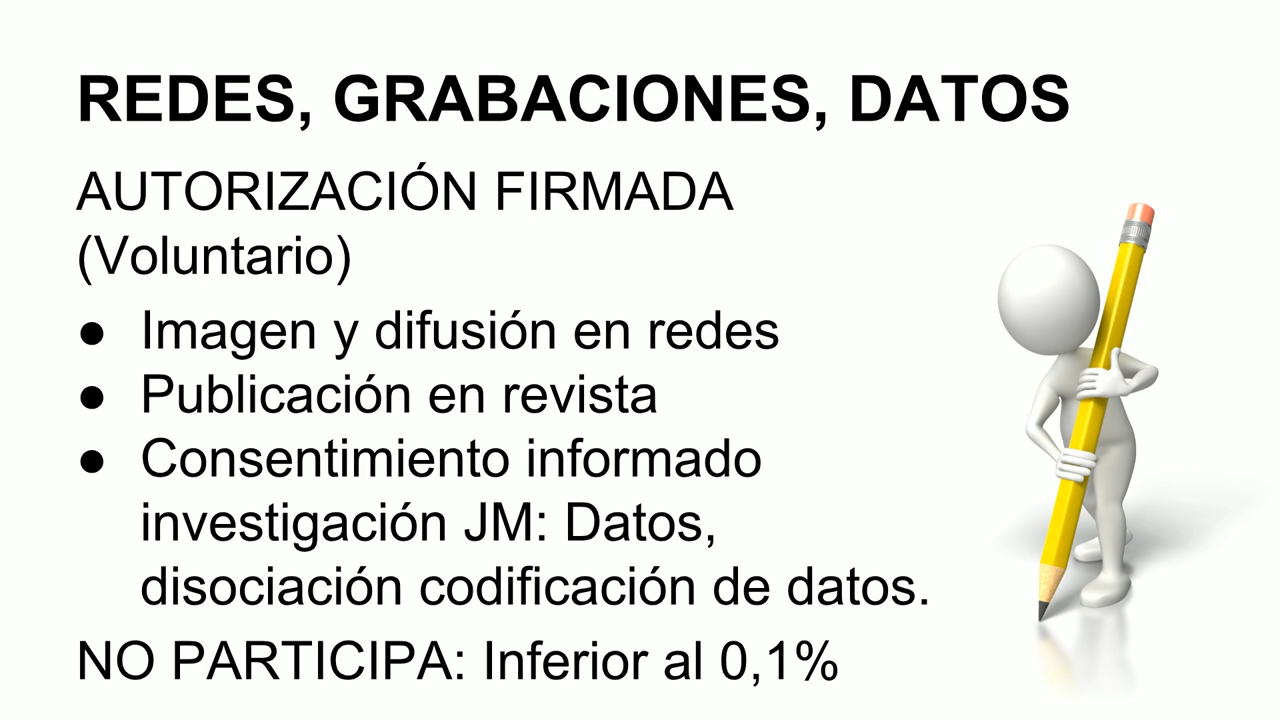 REDES, GRABACIONES, DATOS
AUTORIZACIÓN FIRMADA
(Voluntario)
● Imagen y difusión en redes
● Publicación en revista
● Consentimiento informado
investigación JM: Datos,
disociación codificación de datos.
NO PARTICIPA: Inferior al 0,1%